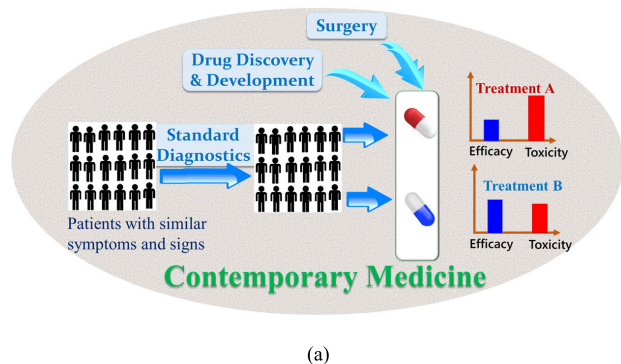 Surgery
Drug Discovery
& Development
Standard
Diagnostics
Patients with similar
symptoms and signs
Treatment A
Efficacy Toxicity
Treatment B
Efficacy Toxicity
Contemporary Medicine
(a)